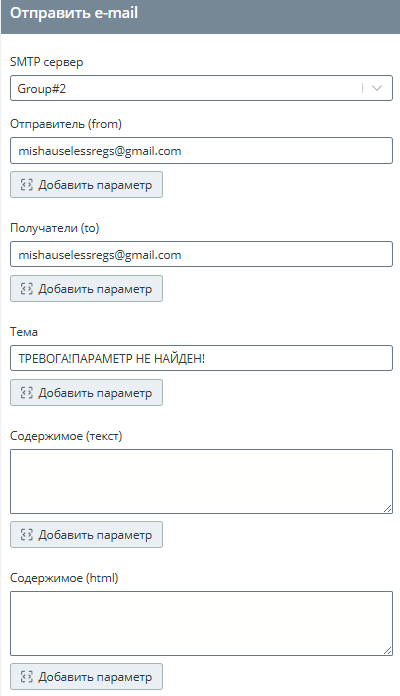 Отправить e-mail
SMTP сервер
Group#2
Отправитель (from)
mishauselessregs@gmail.com
Добавить параметр
Получатели (to)
mishauselessregs@gmail.com
Добавить параметр
Тема
ТРЕВОГА!ПАРАМЕТР НЕ НАЙДЕН!
Добавить параметр
Содержимое (текст)
Добавить параметр
Содержимое (html)
Добавить параметр